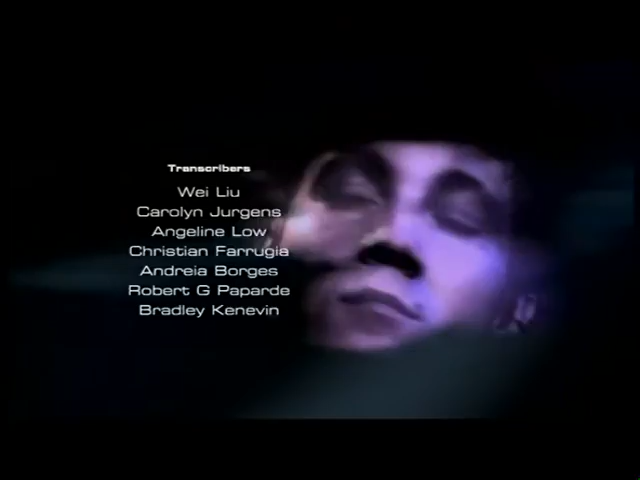 Transcribers
Wei Liu
Carolyn Jurgens
Angeline Low
Christian Farrugia
Andreia Borges
Robert G Paparde
Bradley Kenevin